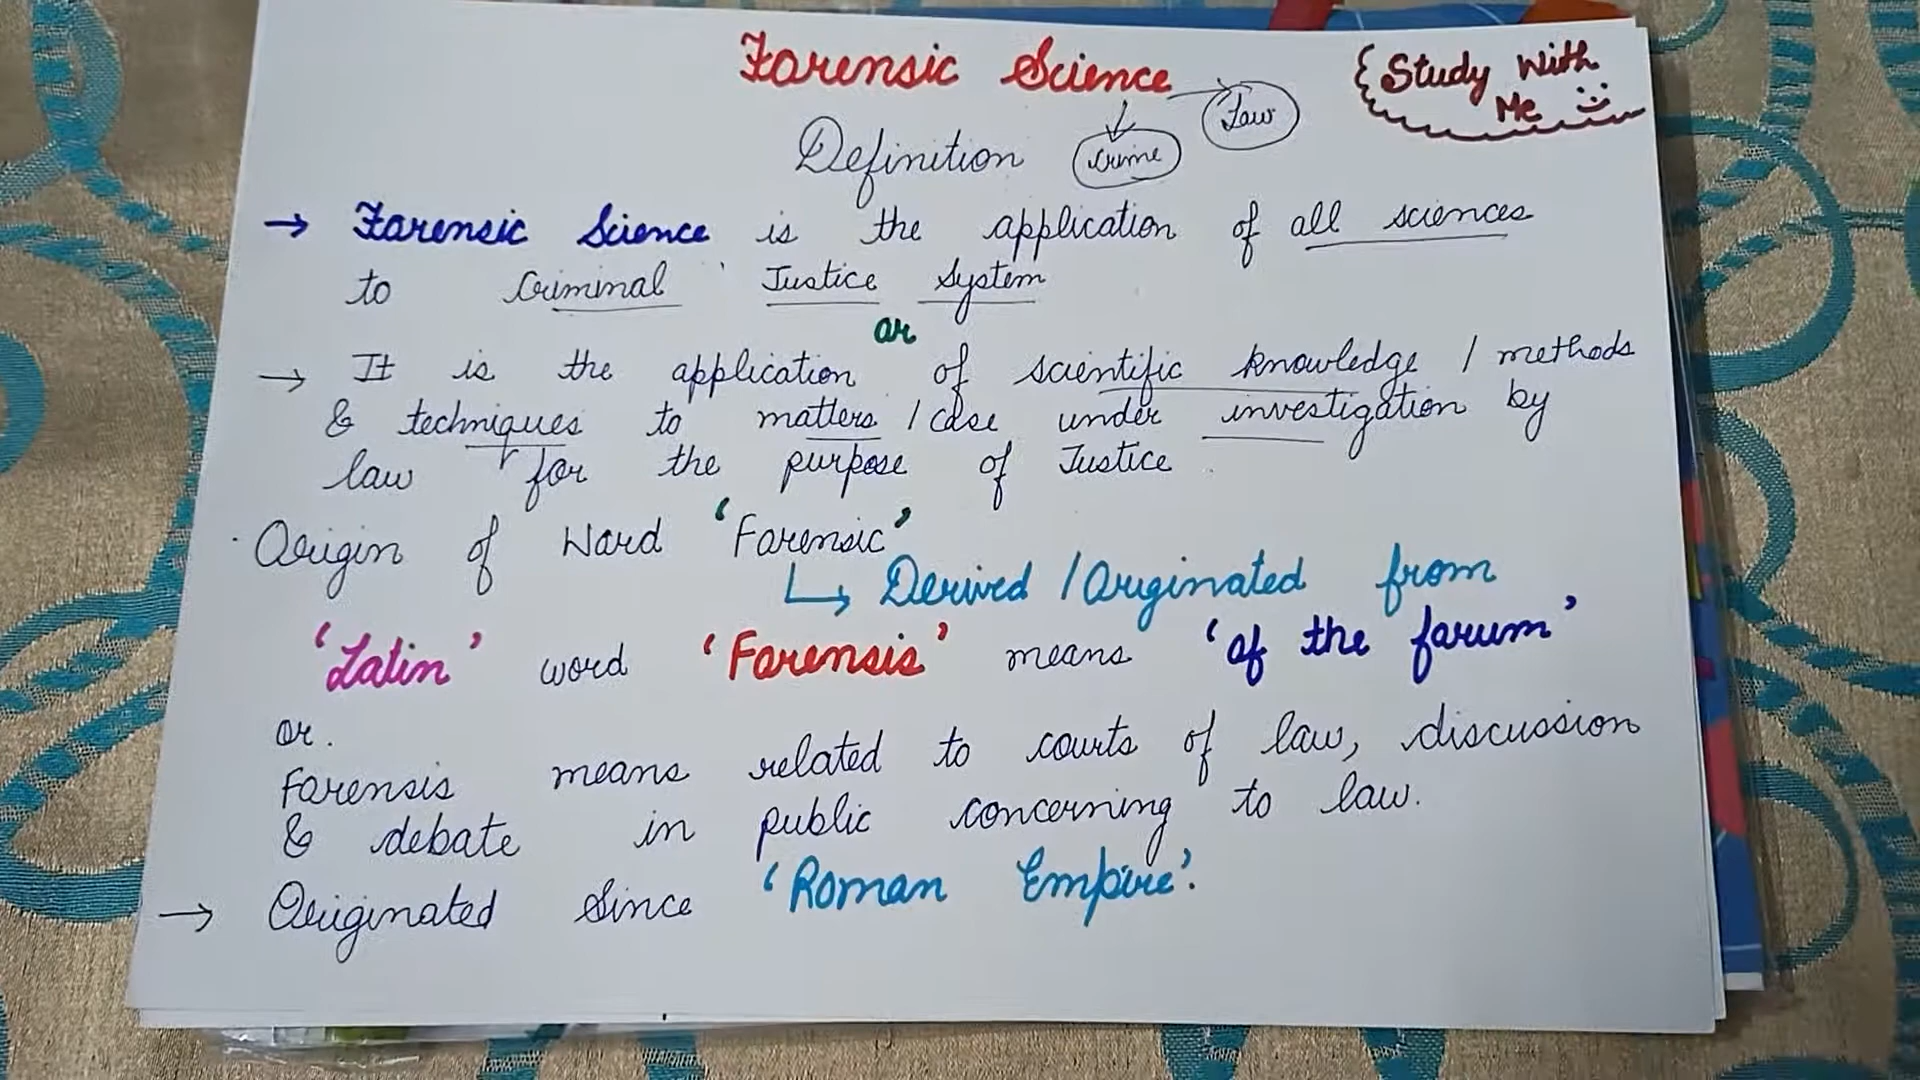 Forensic Science
Study With
Me
Law
Definition
Crime
→ Forensic Science is the application of all sciences
to Criminal Justice System
or
→ It is the application of scientific knowledge / methods
& techniques to matters / case under investigation by
law for the purpose of Justice
Origin of Word 'Forensic'
↳ Derived / Originated from
'Latin' word 'Forensis' means 'of the forum'
or.
Forensis means related to courts of law, discussion
& debate in public concerning to law.
→ Originated Since 'Roman Empire'.